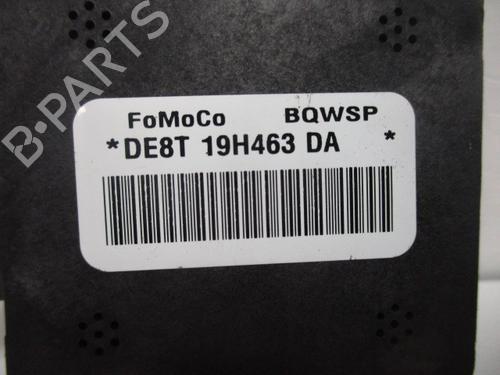 B-PARTS
FoMoCo BQWSP
*DE8T 19H463 DA *